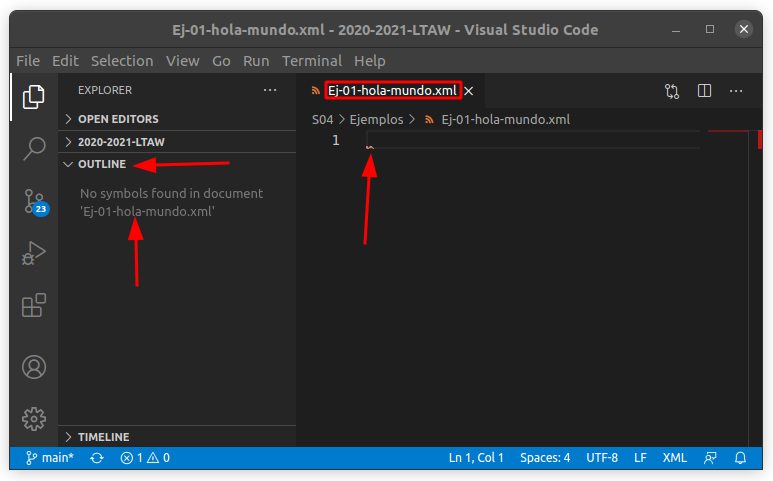 Ej-01-hola-mundo.xml - 2020-2021-LTAW - Visual Studio Code
File Edit Selection View Go Run Terminal Help
EXPLORER
OPEN EDITORS
2020-2021-LTAW
OUTLINE
No symbols found in document
'Ej-01-hola-mundo.xml'
TIMELINE
Ej-01-hola-mundo.xml
S04 > Ejemplos > Ej-01-hola-mundo.xml
1
23
main* 1 0 Ln 1, Col 1 Spaces: 4 UTF-8 LF XML